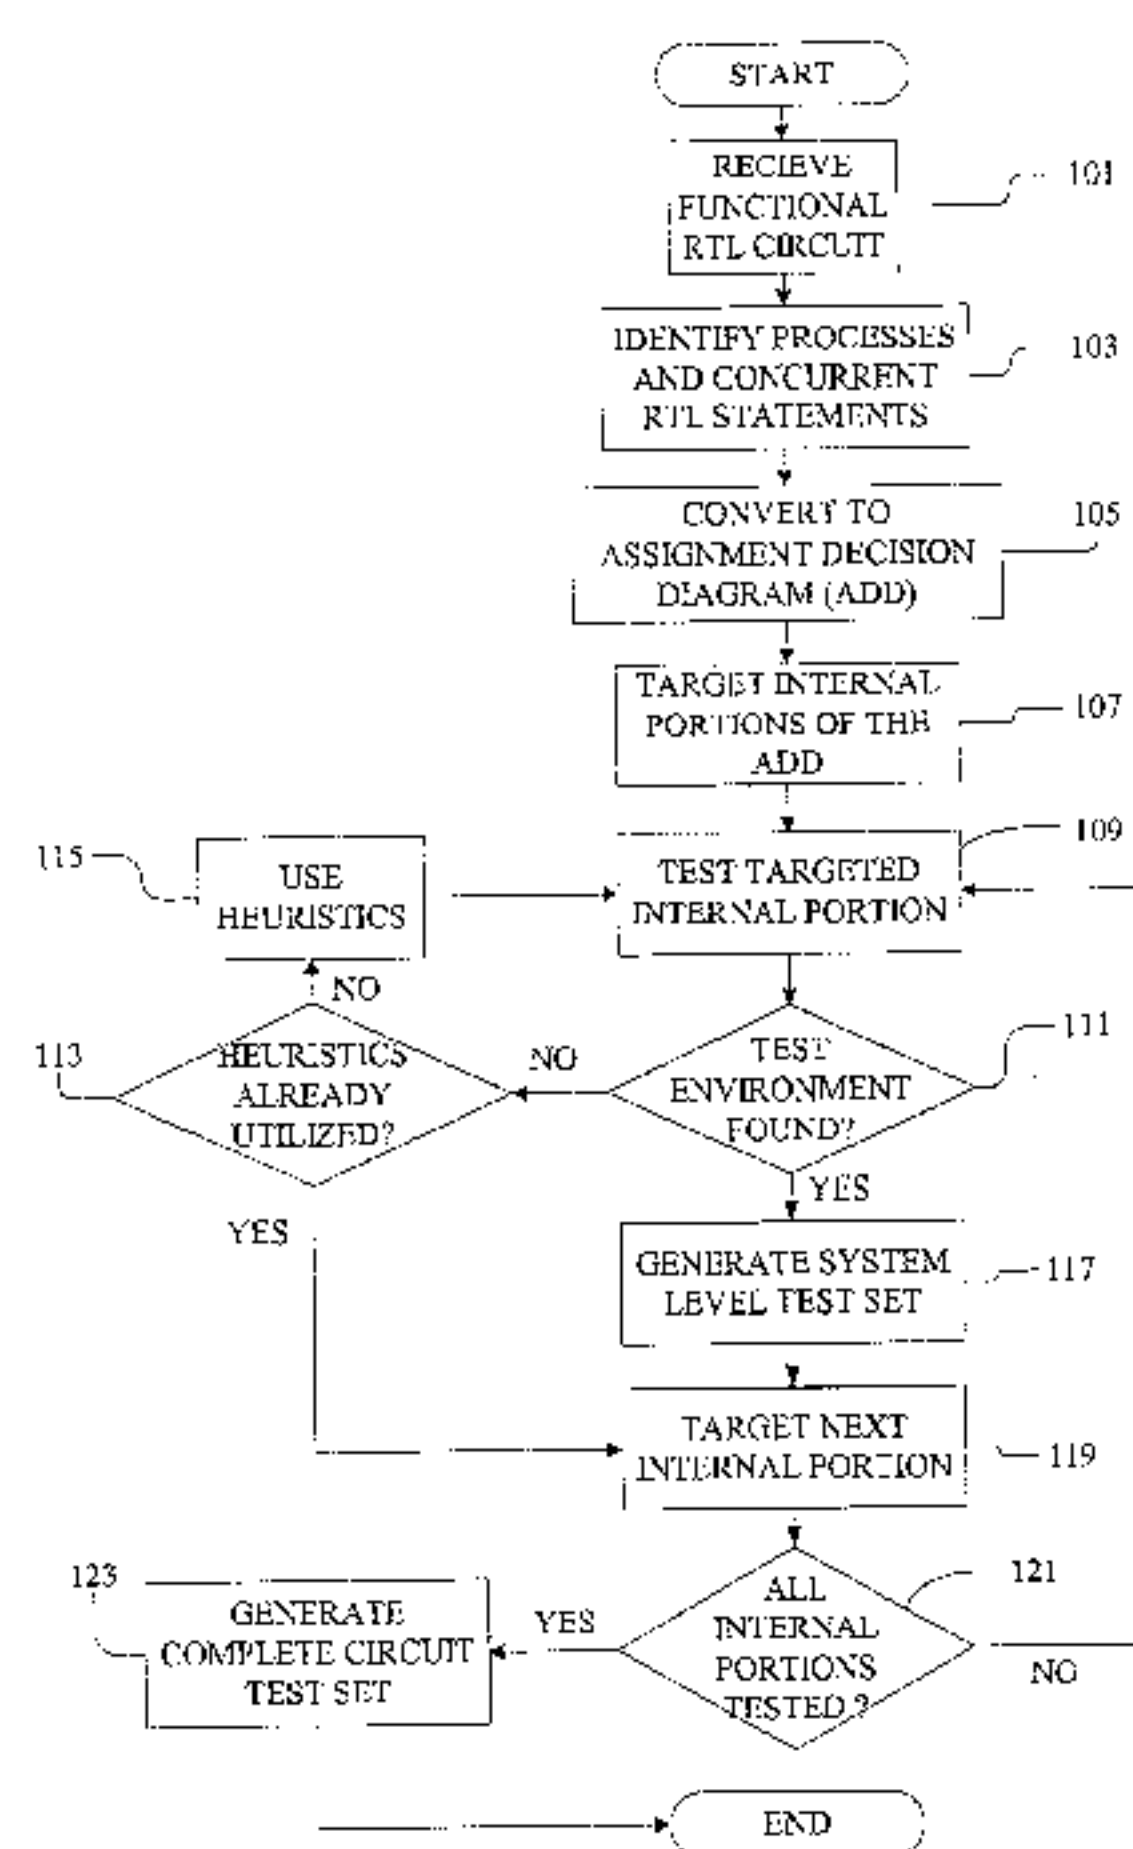 START
RECIEVE
FUNCTIONAL
RTL CIRCUIT
101
IDENTIFY PROCESSES
AND CONCURRENT
RTL STATEMENTS
103
CONVERT TO
ASSIGNMENT DECISION
DIAGRAM (ADD)
105
TARGET INTERNAL
PORTIONS OF THE
ADD
107
115
USE
HEURISTICS
TEST TARGETED
INTERNAL PORTION
109
NO
113
HEURISTICS
ALREADY
UTILIZED?
NO
TEST
ENVIRONMENT
FOUND?
111
YES
YES
GENERATE SYSTEM
LEVEL TEST SET
117
TARGET NEXT
INTERNAL PORTION
119
123
GENERATE
COMPLETE CIRCUIT
TEST SET
YES
ALL
INTERNAL
PORTIONS
TESTED ?
121
NO
END